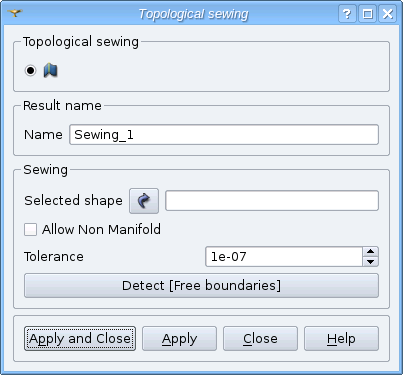 Topological sewing
?
Topological sewing
Result name
Name Sewing_1
Sewing
Selected shape
Allow Non Manifold
Tolerance 1e-07
Detect [Free boundaries]
Apply and Close Apply Close Help